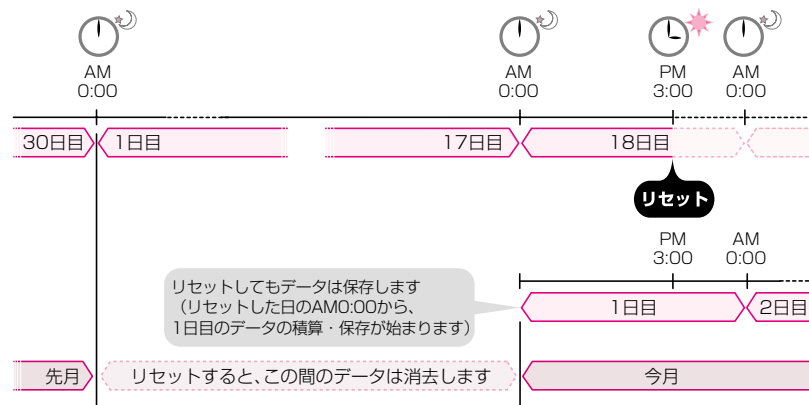 AM
0:00
AM
0:00
PM
3:00
AM
0:00
30日目
1日目
17日目
18日目
リセット
PM
3:00
AM
0:00
リセットしてもデータは保存します
(リセットした日のAM0:00から、
1日目のデータの積算・保存が始まります)
1日目
2日目
先月
リセットすると、この間のデータは消去します
今月